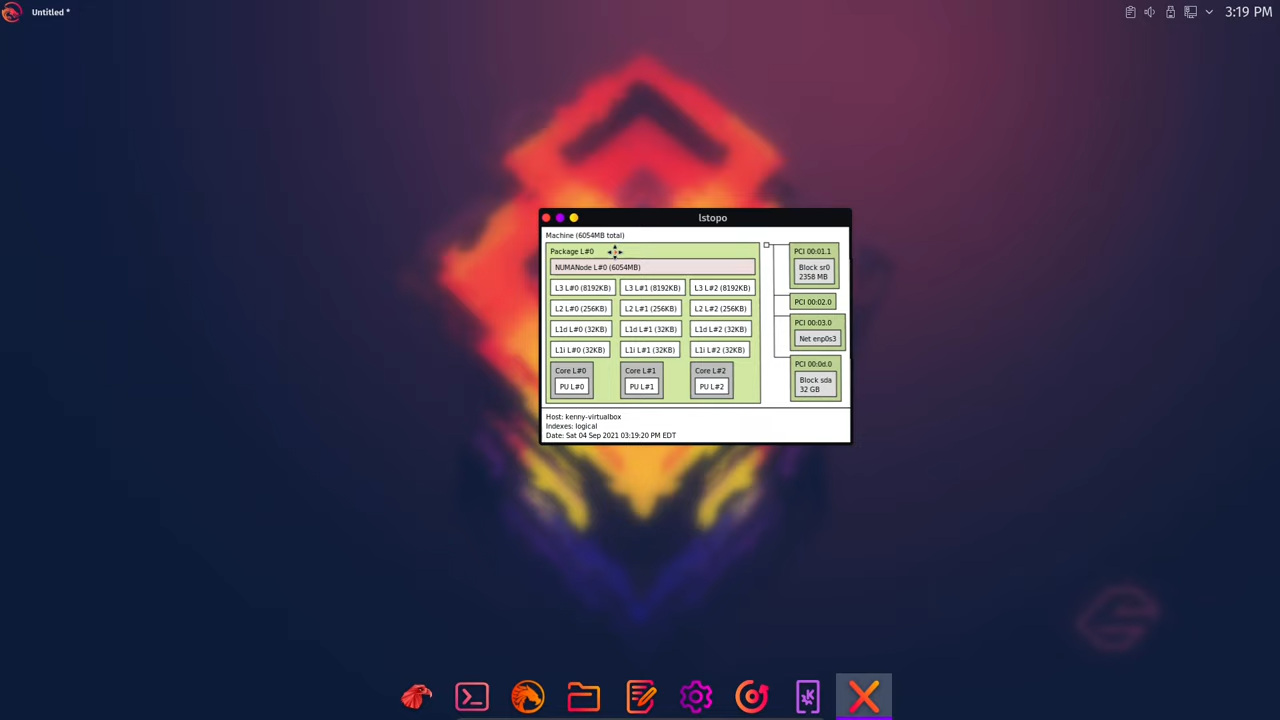 Untitled *
3:19 PM
lstopo
Machine (6054MB total)
Package L#0
NUMANode L#0 (6054MB)
L3 L#0 (8192KB) L3 L#1 (8192KB) L3 L#2 (8192KB)
L2 L#0 (256KB) L2 L#1 (256KB) L2 L#2 (256KB)
L1d L#0 (32KB) L1d L#1 (32KB) L1d L#2 (32KB)
L1i L#0 (32KB) L1i L#1 (32KB) L1i L#2 (32KB)
Core L#0 Core L#1 Core L#2
PU L#0 PU L#1 PU L#2
PCI 00:01.1
Block sr0
2358 MB
PCI 00:02.0
PCI 00:03.0
Net enp0s3
PCI 00:0d.0
Block sda
32 GB
Host: kenny-virtualbox
Indexes: logical
Date: Sat 04 Sep 2021 03:19:20 PM EDT